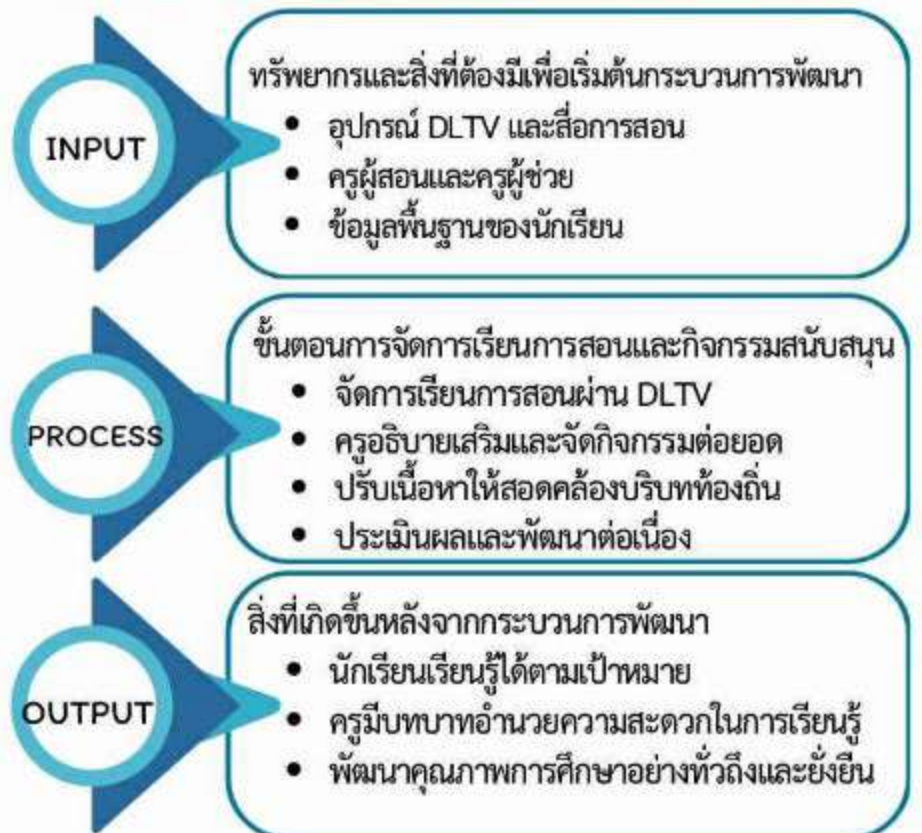 INPUT
ทรัพยากรและสิ่งที่ต้องมีเพื่อเริ่มต้นกระบวนการพัฒนา
• อุปกรณ์ DLTV และสื่อการสอน
• ครูผู้สอนและครูผู้ช่วย
• ข้อมูลพื้นฐานของนักเรียน
PROCESS
ขั้นตอนการจัดการเรียนการสอนและกิจกรรมสนับสนุน
• จัดการเรียนการสอนผ่าน DLTV
• ครูอธิบายเสริมและจัดกิจกรรมต่อยอด
• ปรับเนื้อหาให้สอดคล้องบริบทท้องถิ่น
• ประเมินผลและพัฒนาต่อเนื่อง
OUTPUT
สิ่งที่เกิดขึ้นหลังจากกระบวนการพัฒนา
• นักเรียนเรียนรู้ได้ตามเป้าหมาย
• ครูมีบทบาทอำนวยความสะดวกในการเรียนรู้
• พัฒนาคุณภาพการศึกษาอย่างทั่วถึงและยั่งยืน